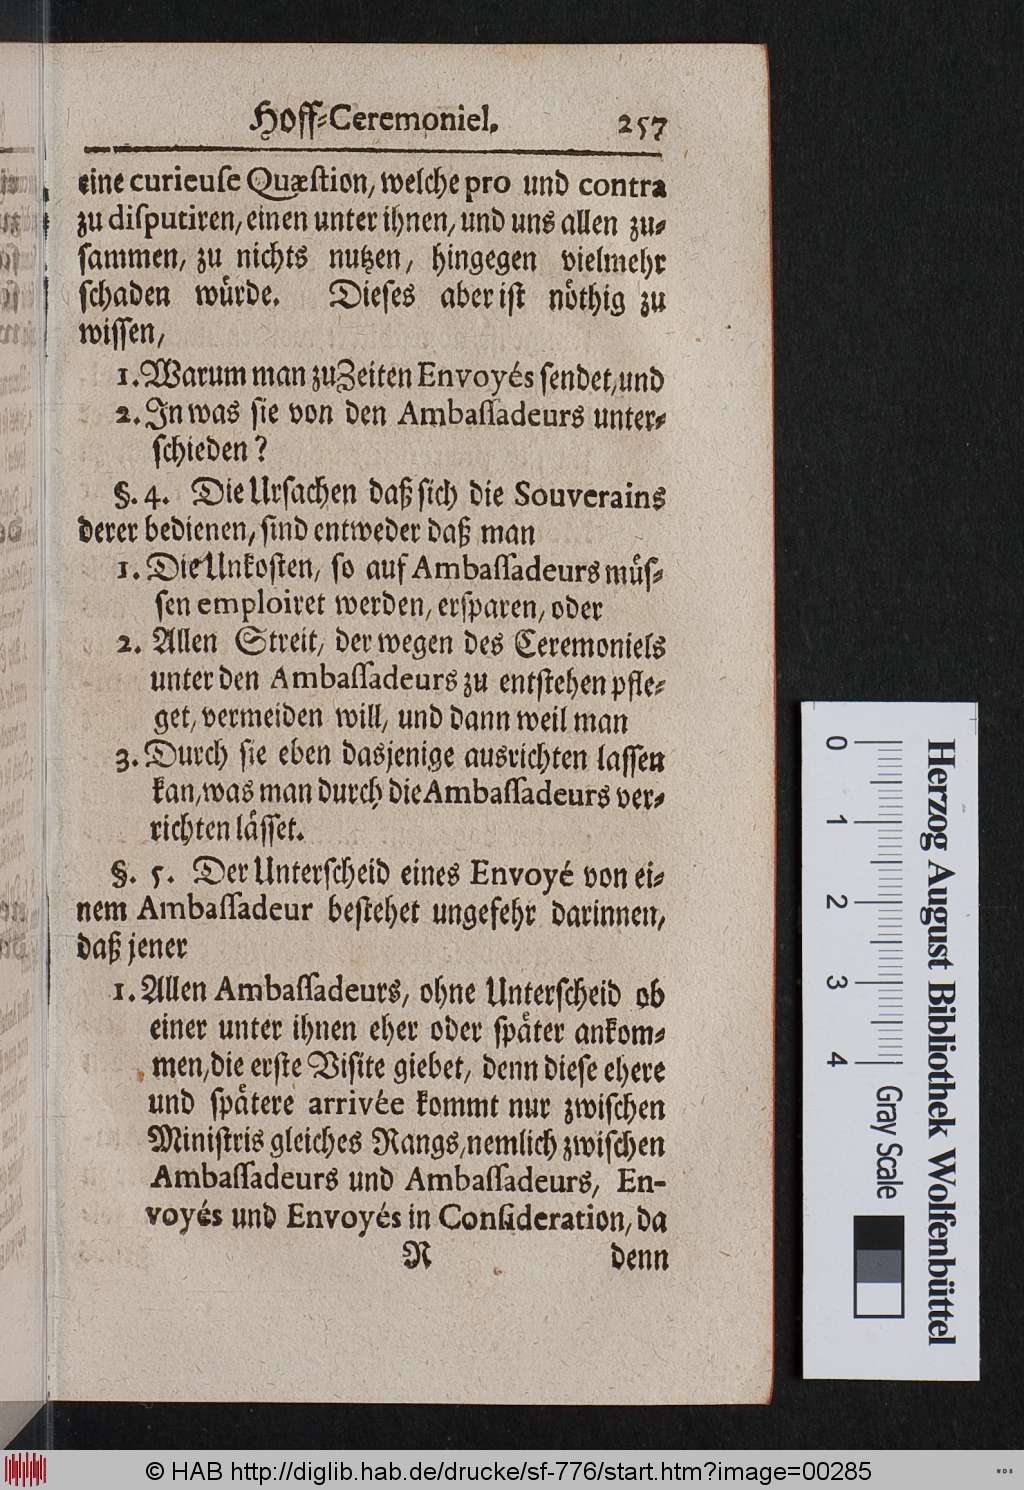 Hoff-Ceremoniel. 257
eine curieuſe Quæſtion, welche pro und contra
zu diſputiren, einen unter ihnen, und uns allen zu-
ſammen, zu nichts nutzen, hingegen vielmehr
ſchaden würde. Dieſes aber iſt nöthig zu
wiſſen,
1. Warum man zu Zeiten Envoyés ſendet, und
2. In was ſie von den Ambaſſadeurs unter-
ſchieden?
§. 4. Die Urſachen daß ſich die Souverains
derer bedienen, ſind entweder daß man
1. Die Unkoſten, ſo auf Ambaſſadeurs müſ-
ſen emploiret werden, erſparen, oder
2. Allen Streit, der wegen des Ceremoniels
unter den Ambaſſadeurs zu entſtehen pfle-
get, vermeiden will, und dann weil man
3. Durch ſie eben dasjenige ausrichten laſſen
kan, was man durch die Ambaſſadeurs ver-
richten läſſet.
§. 5. Der Unterſcheid eines Envoyé von ei-
nem Ambaſſadeur beſtehet ungefehr darinnen,
daß jener
1. Allen Ambaſſadeurs, ohne Unterſcheid ob
einer unter ihnen eher oder ſpäter ankom-
men, die erſte Viſite giebet, denn dieſe ehere
und ſpätere arrivée kommt nur zwiſchen
Miniſtris gleiches Rangs, nemlich zwiſchen
Ambaſſadeurs und Ambaſſadeurs, En-
voyés und Envoyés in Conſideration, da
R denn
Herzog August Bibliothek Wolfenbüttel
0 1 2 3 4 Gray Scale
© HAB http://diglib.hab.de/drucke/sf-776/start.htm?image=00285